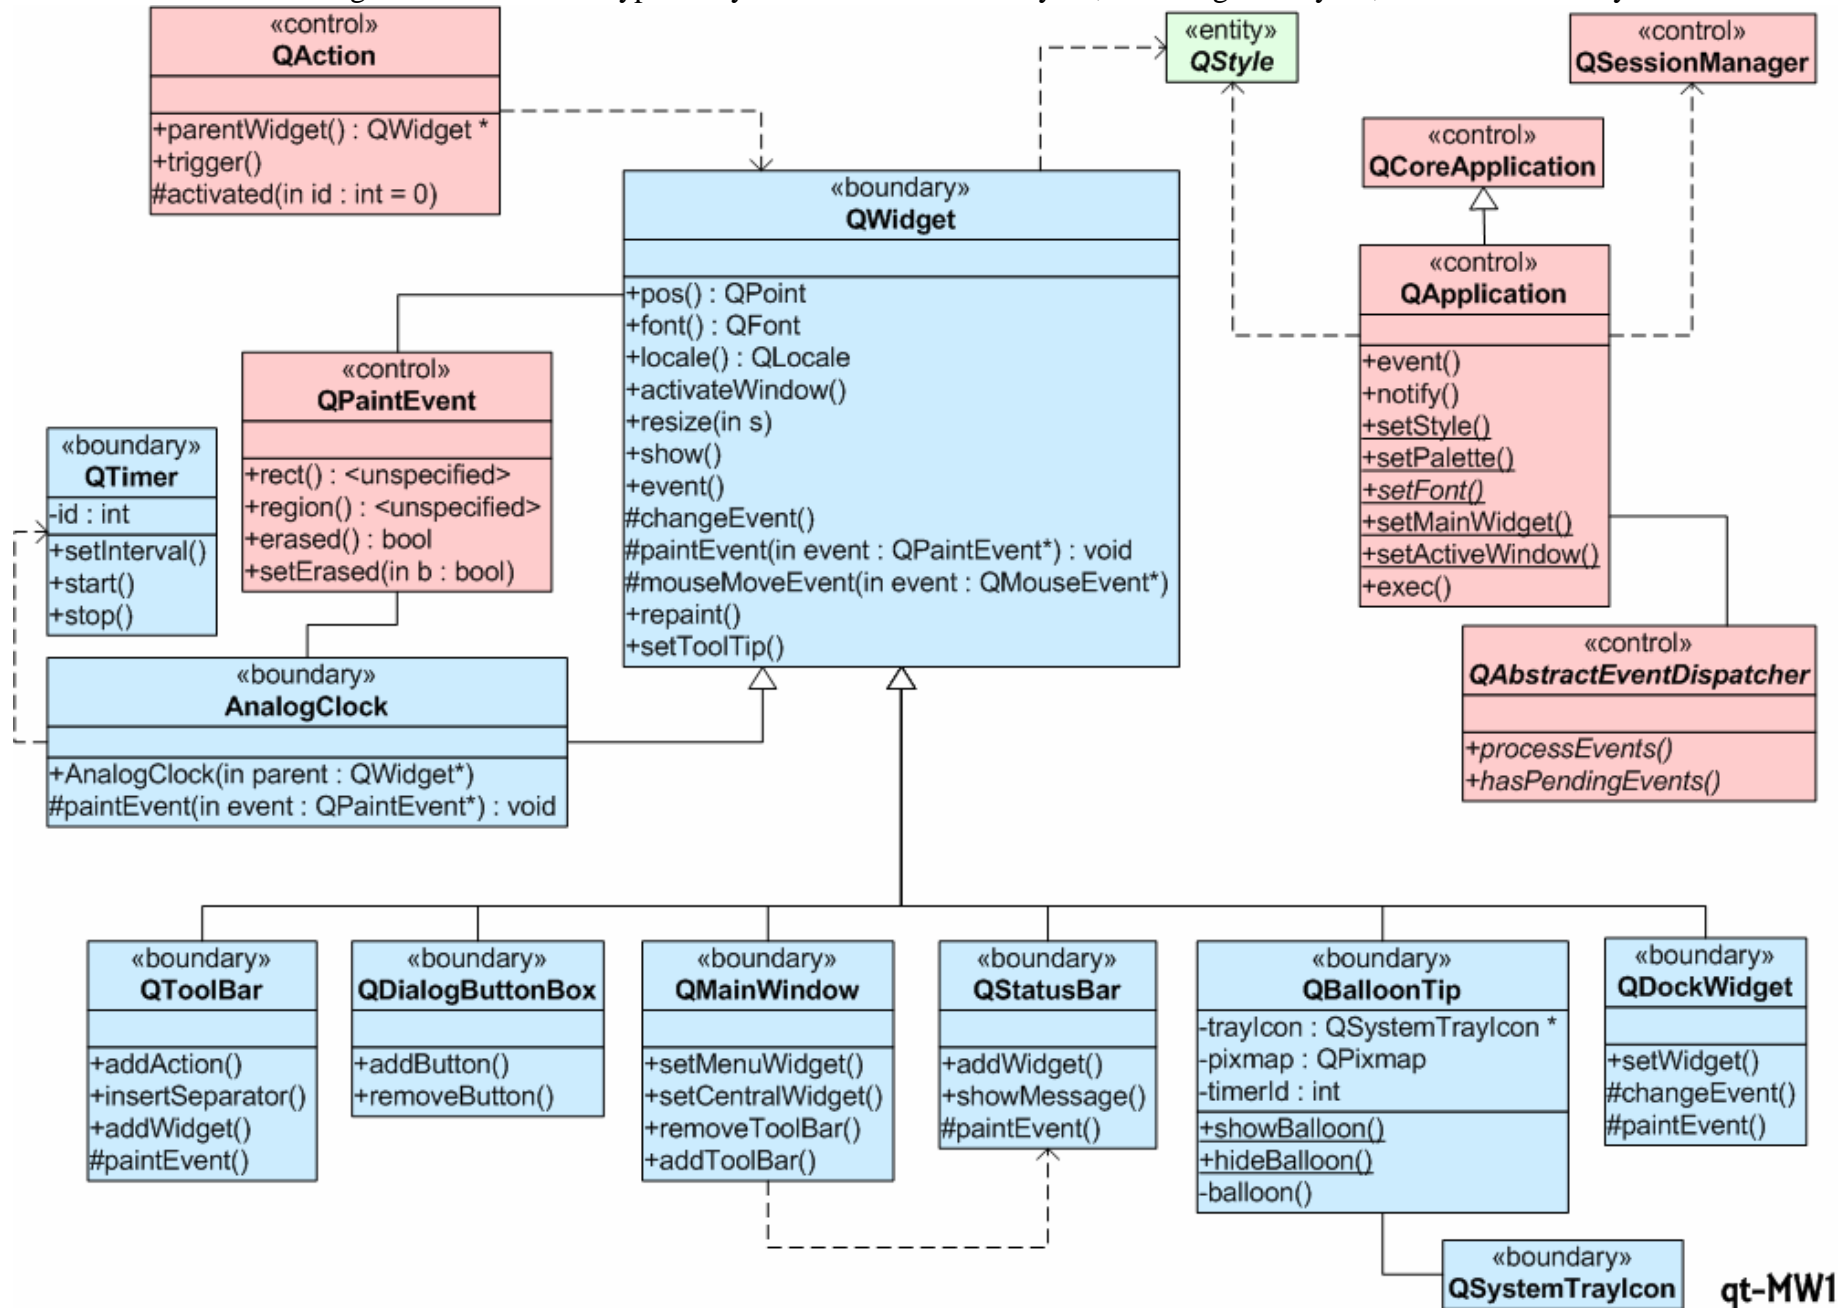 «control»
QAction
+parentWidget() : QWidget *
+trigger()
#activated(in id : int = 0)
«entity»
QStyle
«control»
QSessionManager
«control»
QCoreApplication
«boundary»
QWidget
+pos() : QPoint
+font() : QFont
+locale() : QLocale
+activateWindow()
+resize(in s)
+show()
+event()
#changeEvent()
#paintEvent(in event : QPaintEvent*) : void
#mouseMoveEvent(in event : QMouseEvent*)
+repaint()
+setToolTip()
«control»
QApplication
+event()
+notify()
+setStyle()
+setPalette()
+setFont()
+setMainWidget()
+setActiveWindow()
+exec()
«control»
QPaintEvent
+rect() : <unspecified>
+region() : <unspecified>
+erased() : bool
+setErased(in b : bool)
«boundary»
QTimer
-id : int
+setInterval()
+start()
+stop()
«control»
QAbstractEventDispatcher
+processEvents()
+hasPendingEvents()
«boundary»
AnalogClock
+AnalogClock(in parent : QWidget*)
#paintEvent(in event : QPaintEvent*) : void
«boundary»
QToolBar
+addAction()
+insertSeparator()
+addWidget()
#paintEvent()
«boundary»
QDialogButtonBox
+addButton()
+removeButton()
«boundary»
QMainWindow
+setMenuWidget()
+setCentralWidget()
+removeToolBar()
+addToolBar()
«boundary»
QStatusBar
+addWidget()
+showMessage()
#paintEvent()
«boundary»
QBalloonTip
-trayIcon : QSystemTrayIcon *
-pixmap : QPixmap
-timerId : int
+showBalloon()
+hideBalloon()
-balloon()
«boundary»
QDockWidget
+setWidget()
#changeEvent()
#paintEvent()
«boundary»
QSystemTrayIcon
qt-MW1